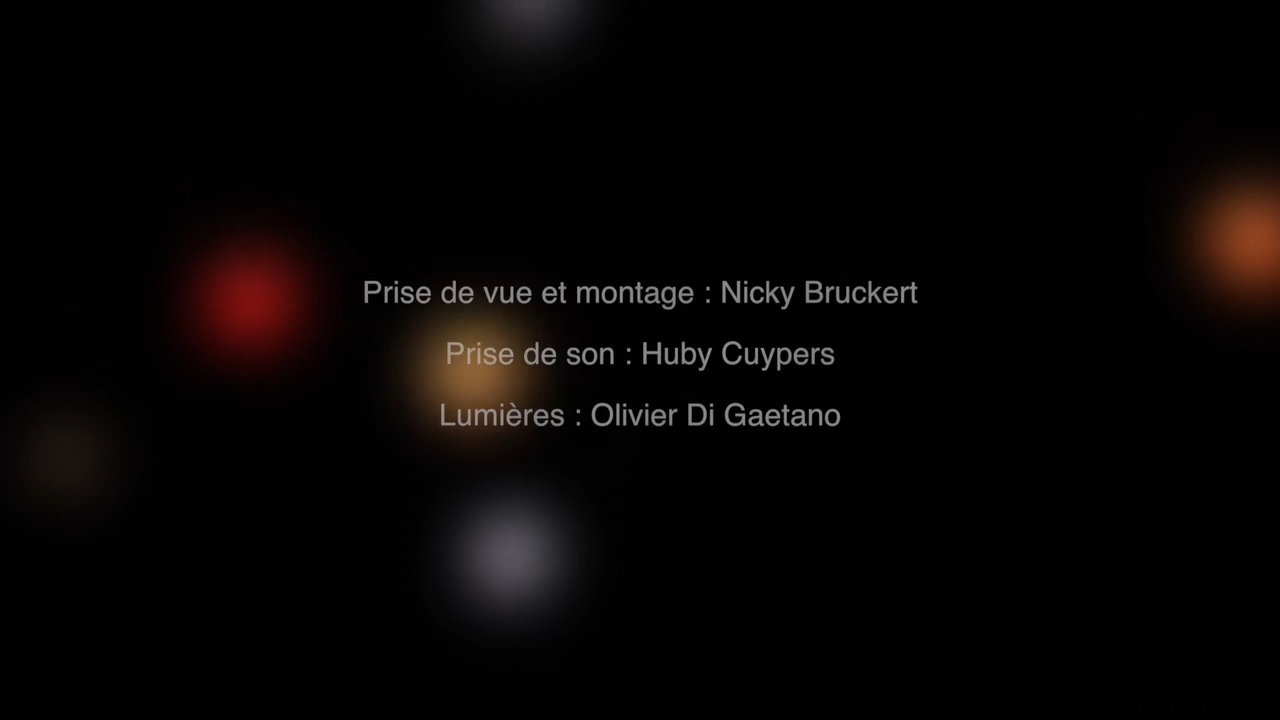 Prise de vue et montage : Nicky Bruckert
Prise de son : Huby Cuypers
Lumières : Olivier Di Gaetano